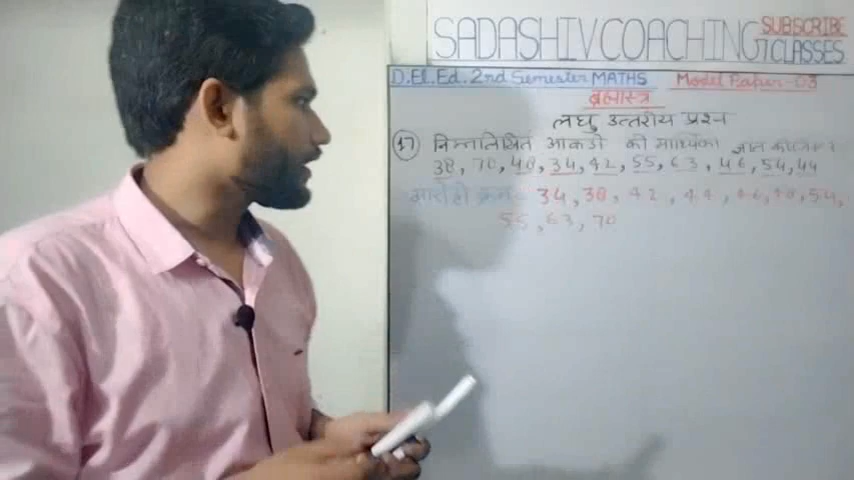 SADASHIV COACHING CLASSES
SUBSCRIBE
D.El.Ed. 2nd Semester MATHS Model Paper-03
ब्रह्मास्त्र
लघु उत्तरीय प्रश्न
17) निम्नलिखित आंकडो की माध्यिका ज्ञात
38, 70, 48, 34, 42, 55, 63, 46, 54, 44
आरोही क्रम 34, 38, 42, 44, 46, 48, 54,
55, 63, 70